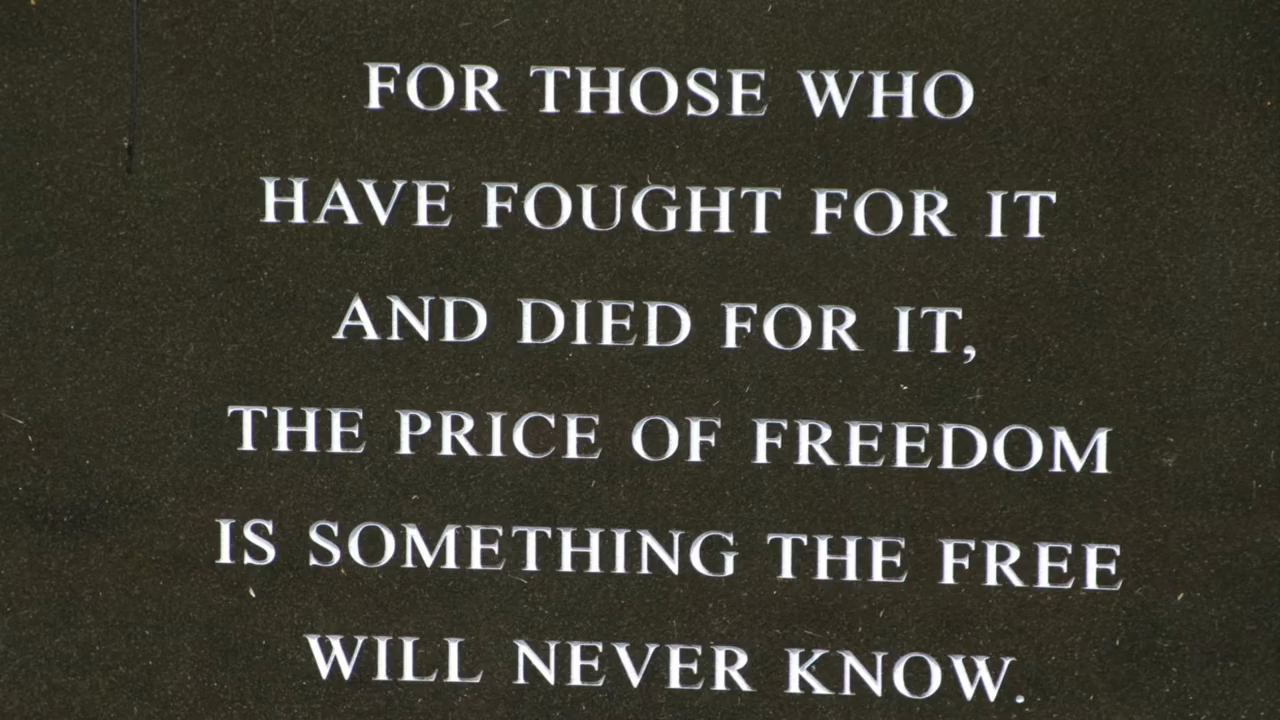 FOR THOSE WHO
HAVE FOUGHT FOR IT
AND DIED FOR IT,
THE PRICE OF FREEDOM
IS SOMETHING THE FREE
WILL NEVER KNOW.